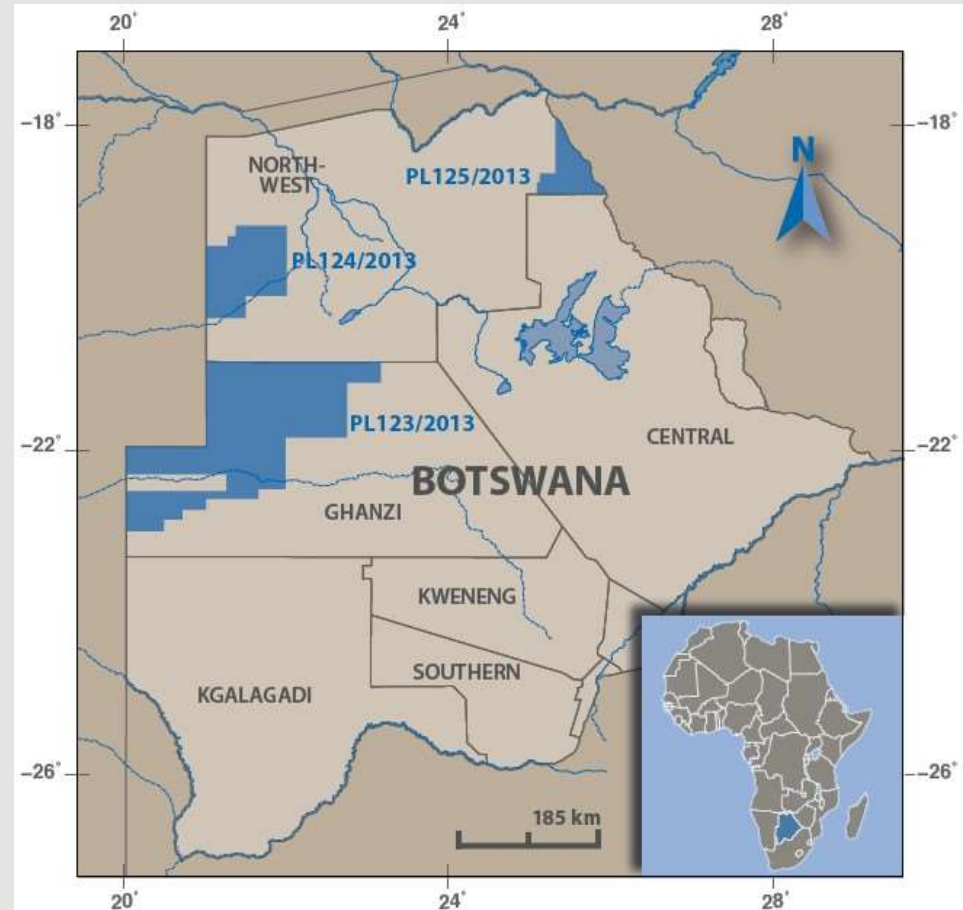 20°
24°
28°
−18°
−18°
N
NORTH-
WEST
PL125/2013
PL124/2013
−22°
−22°
PL123/2013
CENTRAL
BOTSWANA
GHANZI
KWENENG
SOUTHERN
KGALAGADI
−26°
−26°
185 km
20°
24°
28°